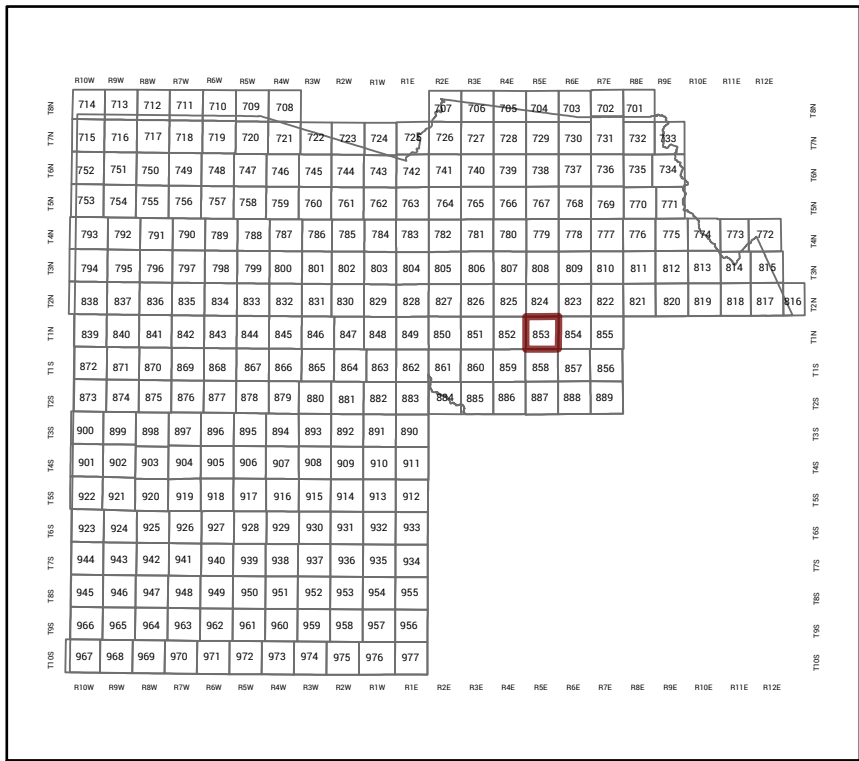 R10W R9W R8W R7W R6W R5W R4W R3W R2W R1W R1E R2E R3E R4E R5E R6E R7E R8E R9E R10E R11E R12E
T8N 714 713 712 711 710 709 708 707 706 705 704 703 702 701 T8N
T7N 715 716 717 718 719 720 721 722 723 724 725 726 727 728 729 730 731 732 733 T7N
T6N 752 751 750 749 748 747 746 745 744 743 742 741 740 739 738 737 736 735 734 T6N
T5N 753 754 755 756 757 758 759 760 761 762 763 764 765 766 767 768 769 770 771 T5N
T4N 793 792 791 790 789 788 787 786 785 784 783 782 781 780 779 778 777 776 775 774 773 772 T4N
T3N 794 795 796 797 798 799 800 801 802 803 804 805 806 807 808 809 810 811 812 813 814 815 T3N
T2N 838 837 836 835 834 833 832 831 830 829 828 827 826 825 824 823 822 821 820 819 818 817 816 T2N
T1N 839 840 841 842 843 844 845 846 847 848 849 850 851 852 853 854 855 T1N
T1S 872 871 870 869 868 867 866 865 864 863 862 861 860 859 858 857 856 T1S
T2S 873 874 875 876 877 878 879 880 881 882 883 884 885 886 887 888 889 T2S
T3S 900 899 898 897 896 895 894 893 892 891 890 T3S
T4S 901 902 903 904 905 906 907 908 909 910 911 T4S
T5S 922 921 920 919 918 917 916 915 914 913 912 T5S
T6S 923 924 925 926 927 928 929 930 931 932 933 T6S
T7S 944 943 942 941 940 939 938 937 936 935 934 T7S
T8S 945 946 947 948 949 950 951 952 953 954 955 T8S
T9S 966 965 964 963 962 961 960 959 958 957 956 T9S
T10S 967 968 969 970 971 972 973 974 975 976 977 T10S
R10W R9W R8W R7W R6W R5W R4W R3W R2W R1W R1E R2E R3E R4E R5E R6E R7E R8E R9E R10E R11E R12E